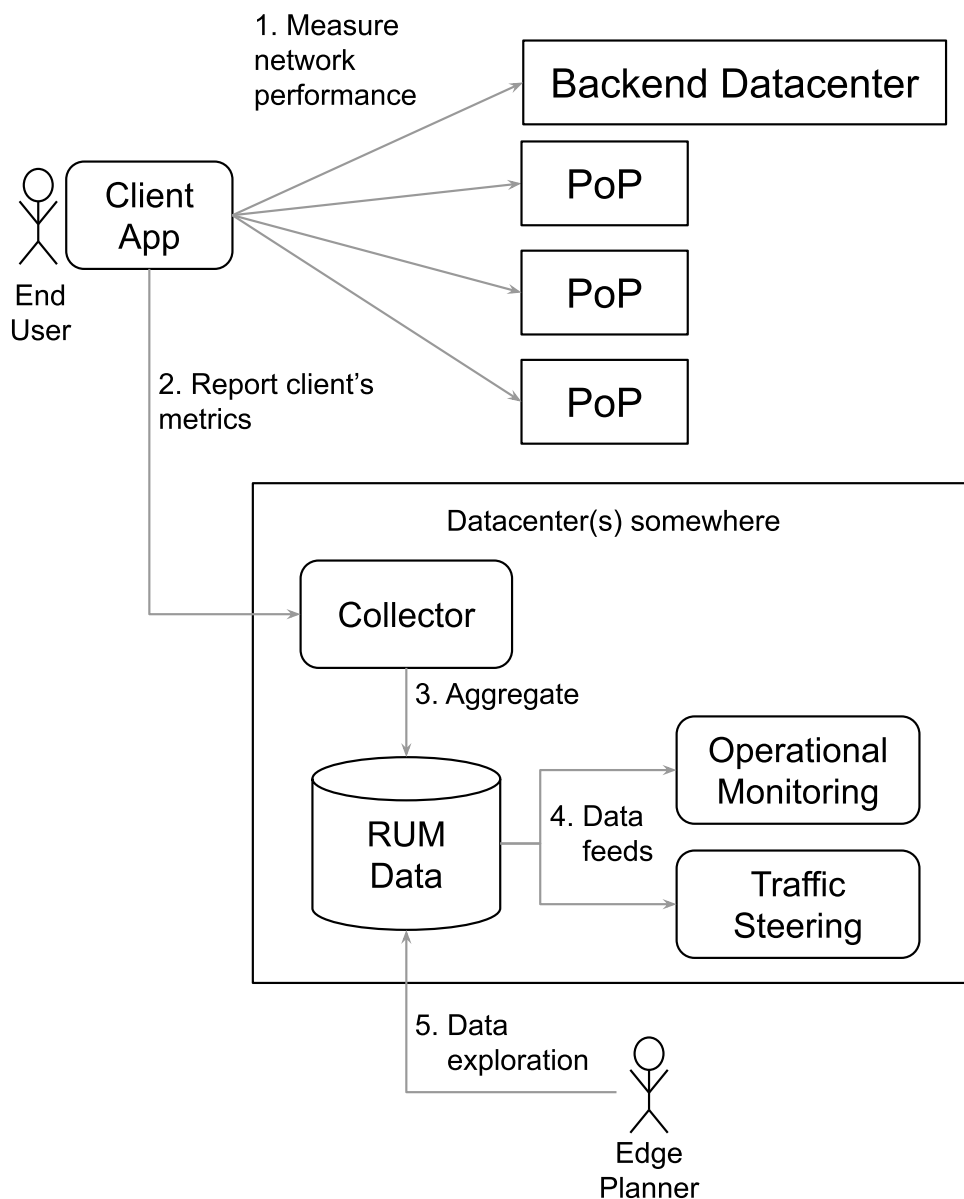 1. Measure
network
performance
Backend Datacenter
PoP
PoP
PoP
Client
App
End
User
2. Report client’s
metrics
Datacenter(s) somewhere
Collector
3. Aggregate
RUM
Data
4. Data
feeds
Operational
Monitoring
Traffic
Steering
5. Data
exploration
Edge
Planner